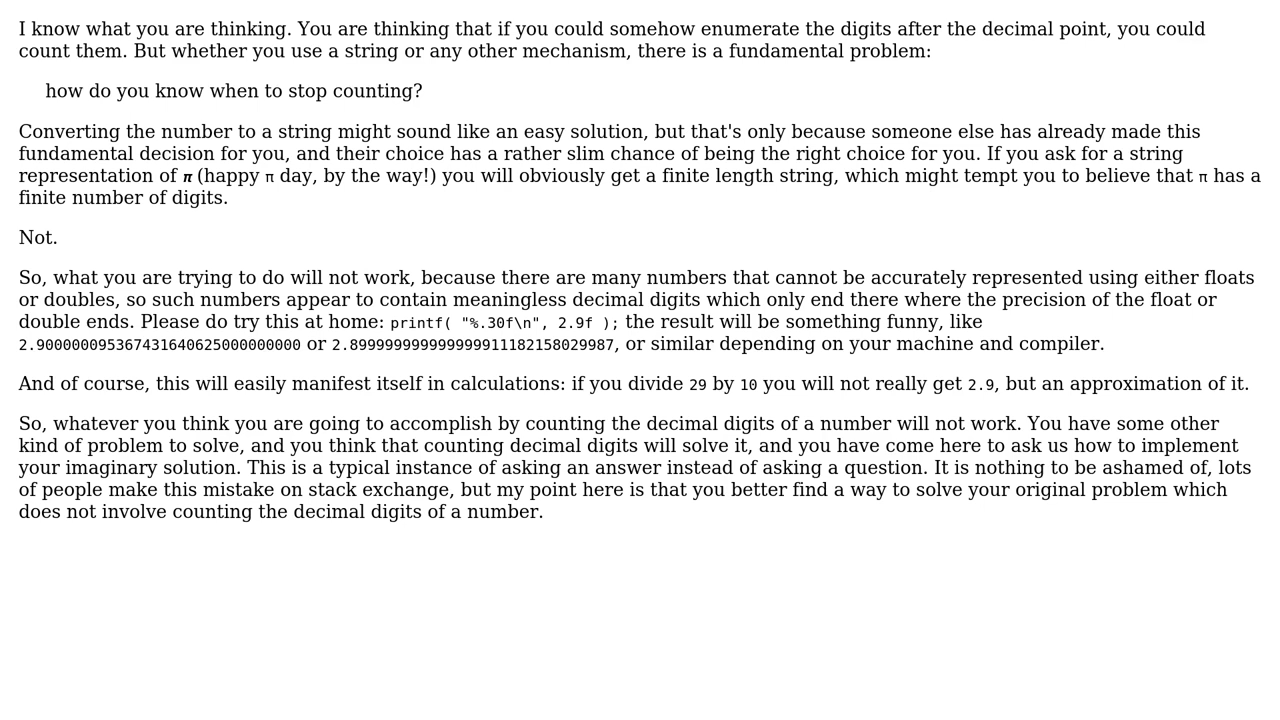 I know what you are thinking. You are thinking that if you could somehow enumerate the digits after the decimal point, you could
count them. But whether you use a string or any other mechanism, there is a fundamental problem:
how do you know when to stop counting?
Converting the number to a string might sound like an easy solution, but that's only because someone else has already made this
fundamental decision for you, and their choice has a rather slim chance of being the right choice for you. If you ask for a string
representation of π (happy π day, by the way!) you will obviously get a finite length string, which might tempt you to believe that π has a
finite number of digits.
Not.
So, what you are trying to do will not work, because there are many numbers that cannot be accurately represented using either floats
or doubles, so such numbers appear to contain meaningless decimal digits which only end there where the precision of the float or
double ends. Please do try this at home: printf( "%.30f\n", 2.9f ); the result will be something funny, like
2.900000095367431640625000000000 or 2.899999999999999911182158029987, or similar depending on your machine and compiler.
And of course, this will easily manifest itself in calculations: if you divide 29 by 10 you will not really get 2.9, but an approximation of it.
So, whatever you think you are going to accomplish by counting the decimal digits of a number will not work. You have some other
kind of problem to solve, and you think that counting decimal digits will solve it, and you have come here to ask us how to implement
your imaginary solution. This is a typical instance of asking an answer instead of asking a question. It is nothing to be ashamed of, lots
of people make this mistake on stack exchange, but my point here is that you better find a way to solve your original problem which
does not involve counting the decimal digits of a number.